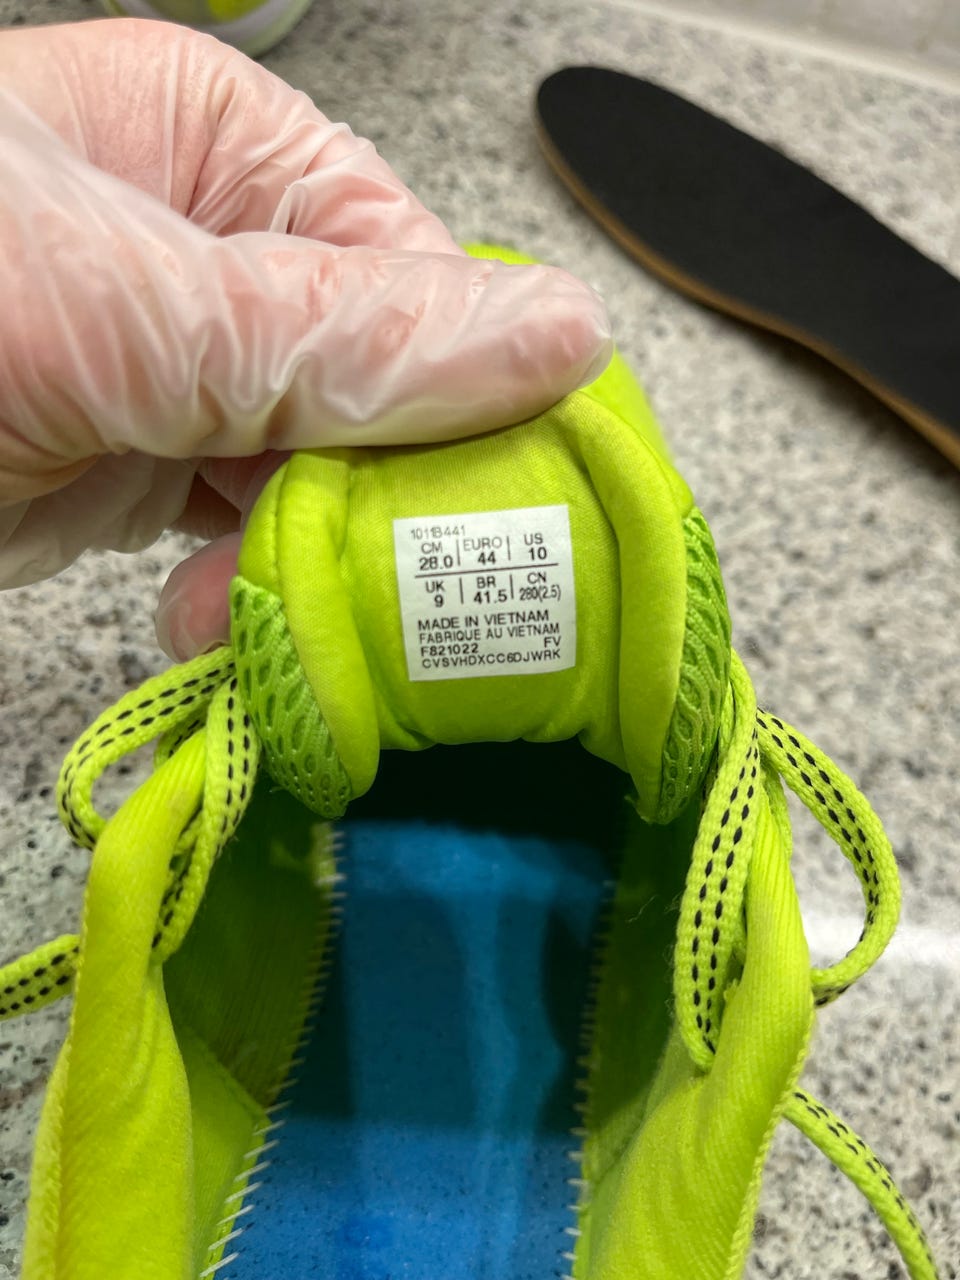 1011B441
CM EURO US
28.0 44 10
UK BR CN
9 41.5 280(2.5)
MADE IN VIETNAM
FABRIQUE AU VIETNAM
F821022 FV
CVSVHDXCC6DJWRK